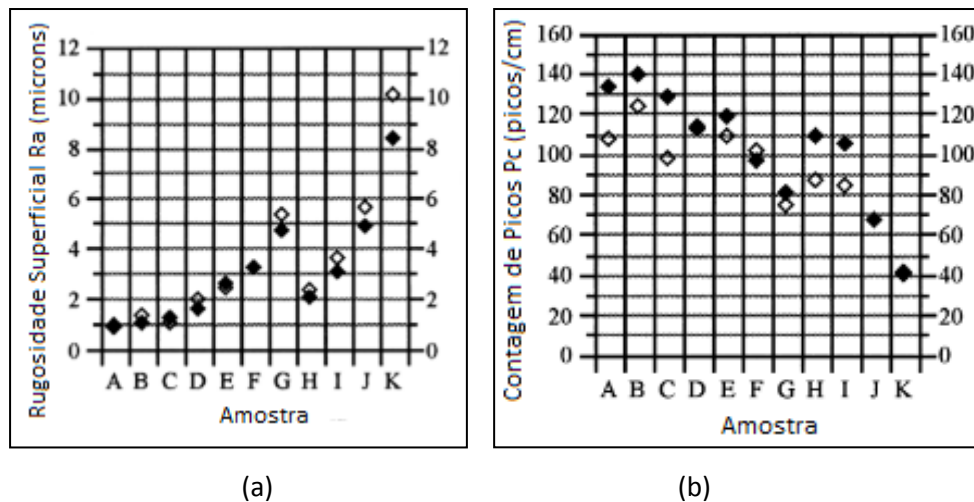 Rugosidade Superficial Ra (microns)
12 12
10 10
8 8
6 6
4 4
2 2
0 0
A B C D E F G H I J K
Amostra
(a)
Contagem de Picos Pc (picos/cm)
160 160
140 140
120 120
100 100
80 80
60 60
40 40
20 20
0 0
A B C D E F G H I J K
Amostra
(b)